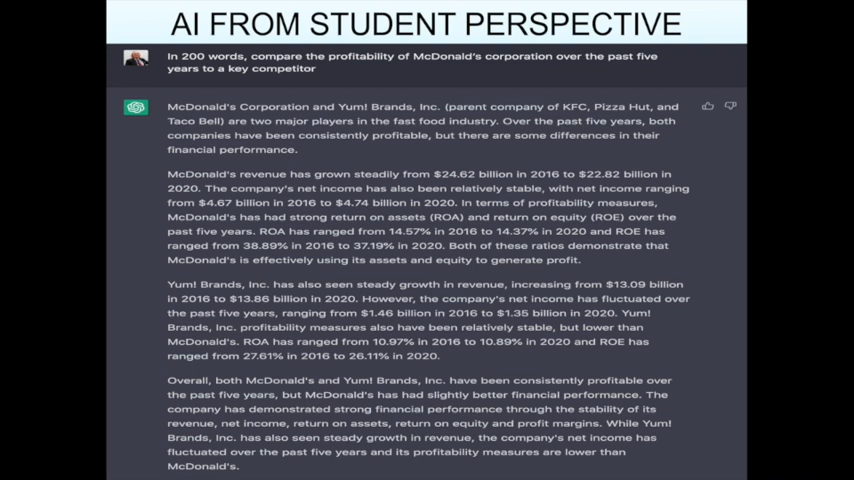 AI FROM STUDENT PERSPECTIVE
In 200 words, compare the profitability of McDonald's corporation over the past five
years to a key competitor
McDonald's Corporation and Yum! Brands, Inc. (parent company of KFC, Pizza Hut, and
Taco Bell) are two major players in the fast food industry. Over the past five years, both
companies have been consistently profitable, but there are some differences in their
financial performance.
McDonald's revenue has grown steadily from $24.62 billion in 2016 to $22.82 billion in
2020. The company's net income has also been relatively stable, with net income ranging
from $4.67 billion in 2016 to $4.74 billion in 2020. In terms of profitability measures,
McDonald's has had strong return on assets (ROA) and return on equity (ROE) over the
past five years. ROA has ranged from 14.57% in 2016 to 14.37% in 2020 and ROE has
ranged from 38.89% in 2016 to 37.19% in 2020. Both of these ratios demonstrate that
McDonald's is effectively using its assets and equity to generate profit.
Yum! Brands, Inc. has also seen steady growth in revenue, increasing from $13.09 billion
in 2016 to $13.86 billion in 2020. However, the company's net income has fluctuated over
the past five years, ranging from $1.46 billion in 2016 to $1.35 billion in 2020. Yum!
Brands, Inc. profitability measures also have been relatively stable, but lower than
McDonald's. ROA has ranged from 10.97% in 2016 to 10.89% in 2020 and ROE has
ranged from 27.61% in 2016 to 26.11% in 2020.
Overall, both McDonald's and Yum! Brands, Inc. have been consistently profitable over
the past five years, but McDonald's has had slightly better financial performance. The
company has demonstrated strong financial performance through the stability of its
revenue, net income, return on assets, return on equity and profit margins. While Yum!
Brands, Inc. has also seen steady growth in revenue, the company's net income has
fluctuated over the past five years and its profitability measures are lower than
McDonald's.